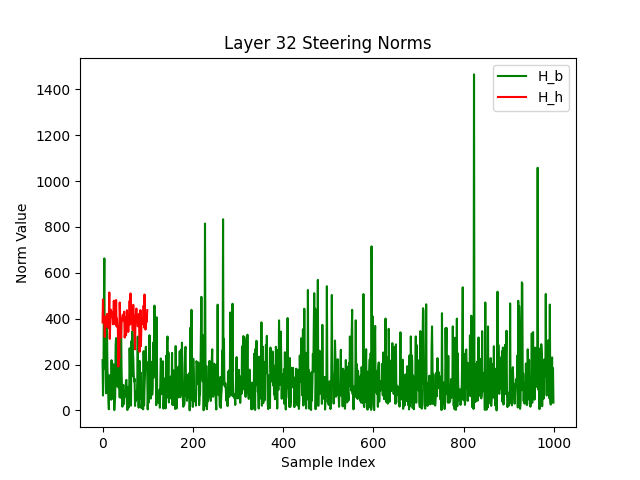 Layer 32 Steering Norms
H_b
H_h
Norm Value
1400
1200
1000
800
600
400
200
0
0 200 400 600 800 1000
Sample Index